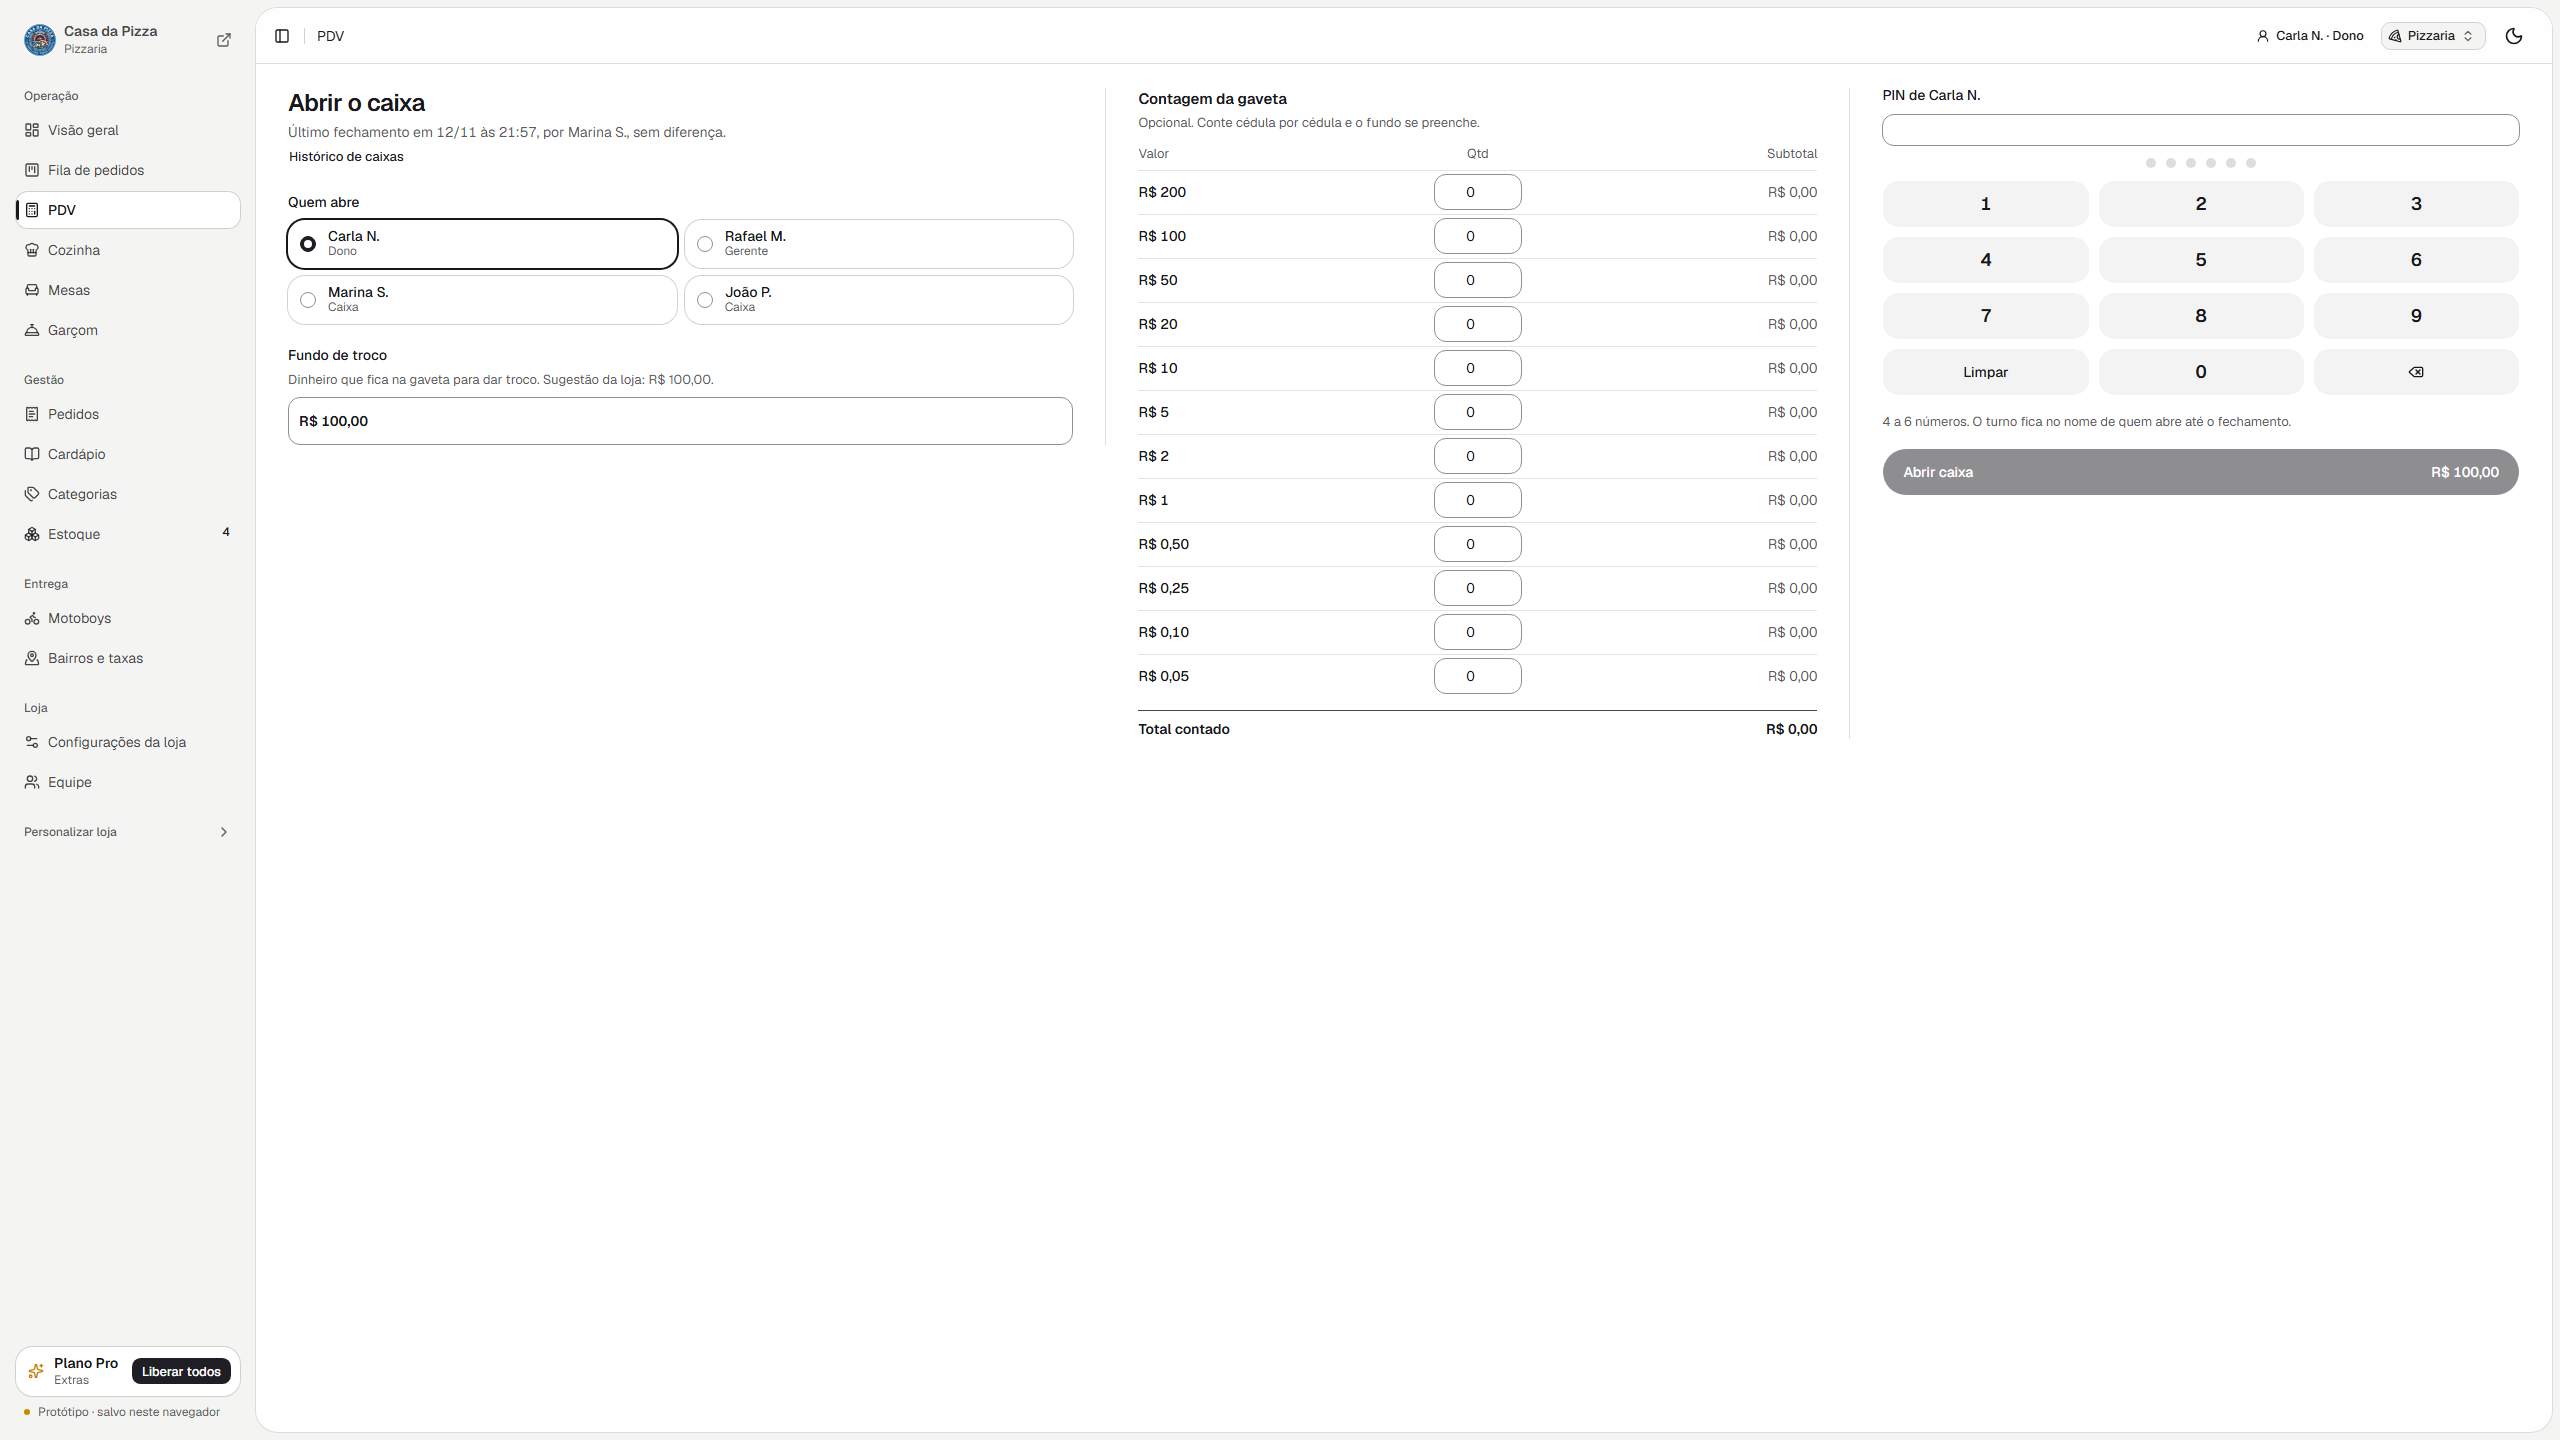 Casa da Pizza
Pizzaria
Operação
Visão geral
Fila de pedidos
PDV
Cozinha
Mesas
Garçom
Gestão
Pedidos
Cardápio
Categorias
Estoque 4
Entrega
Motoboys
Bairros e taxas
Loja
Configurações da loja
Equipe
Personalizar loja
Plano Pro
Extras
Liberar todos
Protótipo · salvo neste navegador
PDV
Carla N. · Dono
Pizzaria
Abrir o caixa
Último fechamento em 12/11 às 21:57, por Marina S., sem diferença.
Histórico de caixas
Quem abre
Carla N.
Dono
Rafael M.
Gerente
Marina S.
Caixa
João P.
Caixa
Fundo de troco
Dinheiro que fica na gaveta para dar troco. Sugestão da loja: R$ 100,00.
R$ 100,00
Contagem da gaveta
Opcional. Conte cédula por cédula e o fundo se preenche.
Valor Qtd Subtotal
R$ 200 0 R$ 0,00
R$ 100 0 R$ 0,00
R$ 50 0 R$ 0,00
R$ 20 0 R$ 0,00
R$ 10 0 R$ 0,00
R$ 5 0 R$ 0,00
R$ 2 0 R$ 0,00
R$ 1 0 R$ 0,00
R$ 0,50 0 R$ 0,00
R$ 0,25 0 R$ 0,00
R$ 0,10 0 R$ 0,00
R$ 0,05 0 R$ 0,00
Total contado R$ 0,00
PIN de Carla N.
1 2 3
4 5 6
7 8 9
Limpar 0
4 a 6 números. O turno fica no nome de quem abre até o fechamento.
Abrir caixa R$ 100,00